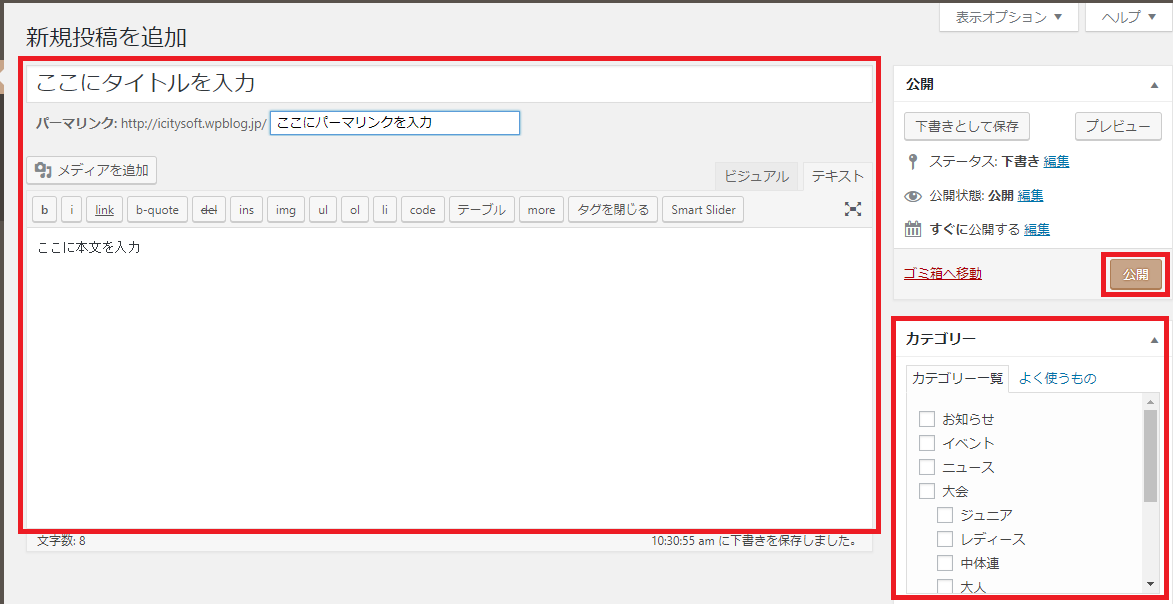 表示オプション ▼
ヘルプ ▼
新規投稿を追加
ここにタイトルを入力
パーマリンク: http://icitysoft.wpblog.jp/ ここにパーマリンクを入力
メディアを追加
ビジュアル
テキスト
b
i
link
b-quote
del
ins
img
ul
ol
li
code
テーブル
more
タグを閉じる
Smart Slider
ここに本文を入力
文字数: 8
10:30:55 am に下書きを保存しました。
公開
下書きとして保存
プレビュー
ステータス: 下書き 編集
公開状態: 公開 編集
すぐに公開する 編集
ゴミ箱へ移動
公開
カテゴリー
カテゴリー一覧
よく使うもの
お知らせ
イベント
ニュース
大会
ジュニア
レディース
中体連
大人